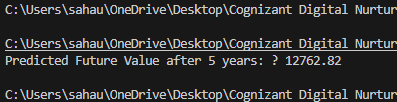 C:\Users\sahau\OneDrive\Desktop\Cognizant Digital Nurtur
C:\Users\sahau\OneDrive\Desktop\Cognizant Digital Nurtur
Predicted Future Value after 5 years: ? 12762.82
C:\Users\sahau\OneDrive\Desktop\Cognizant Digital Nurtur